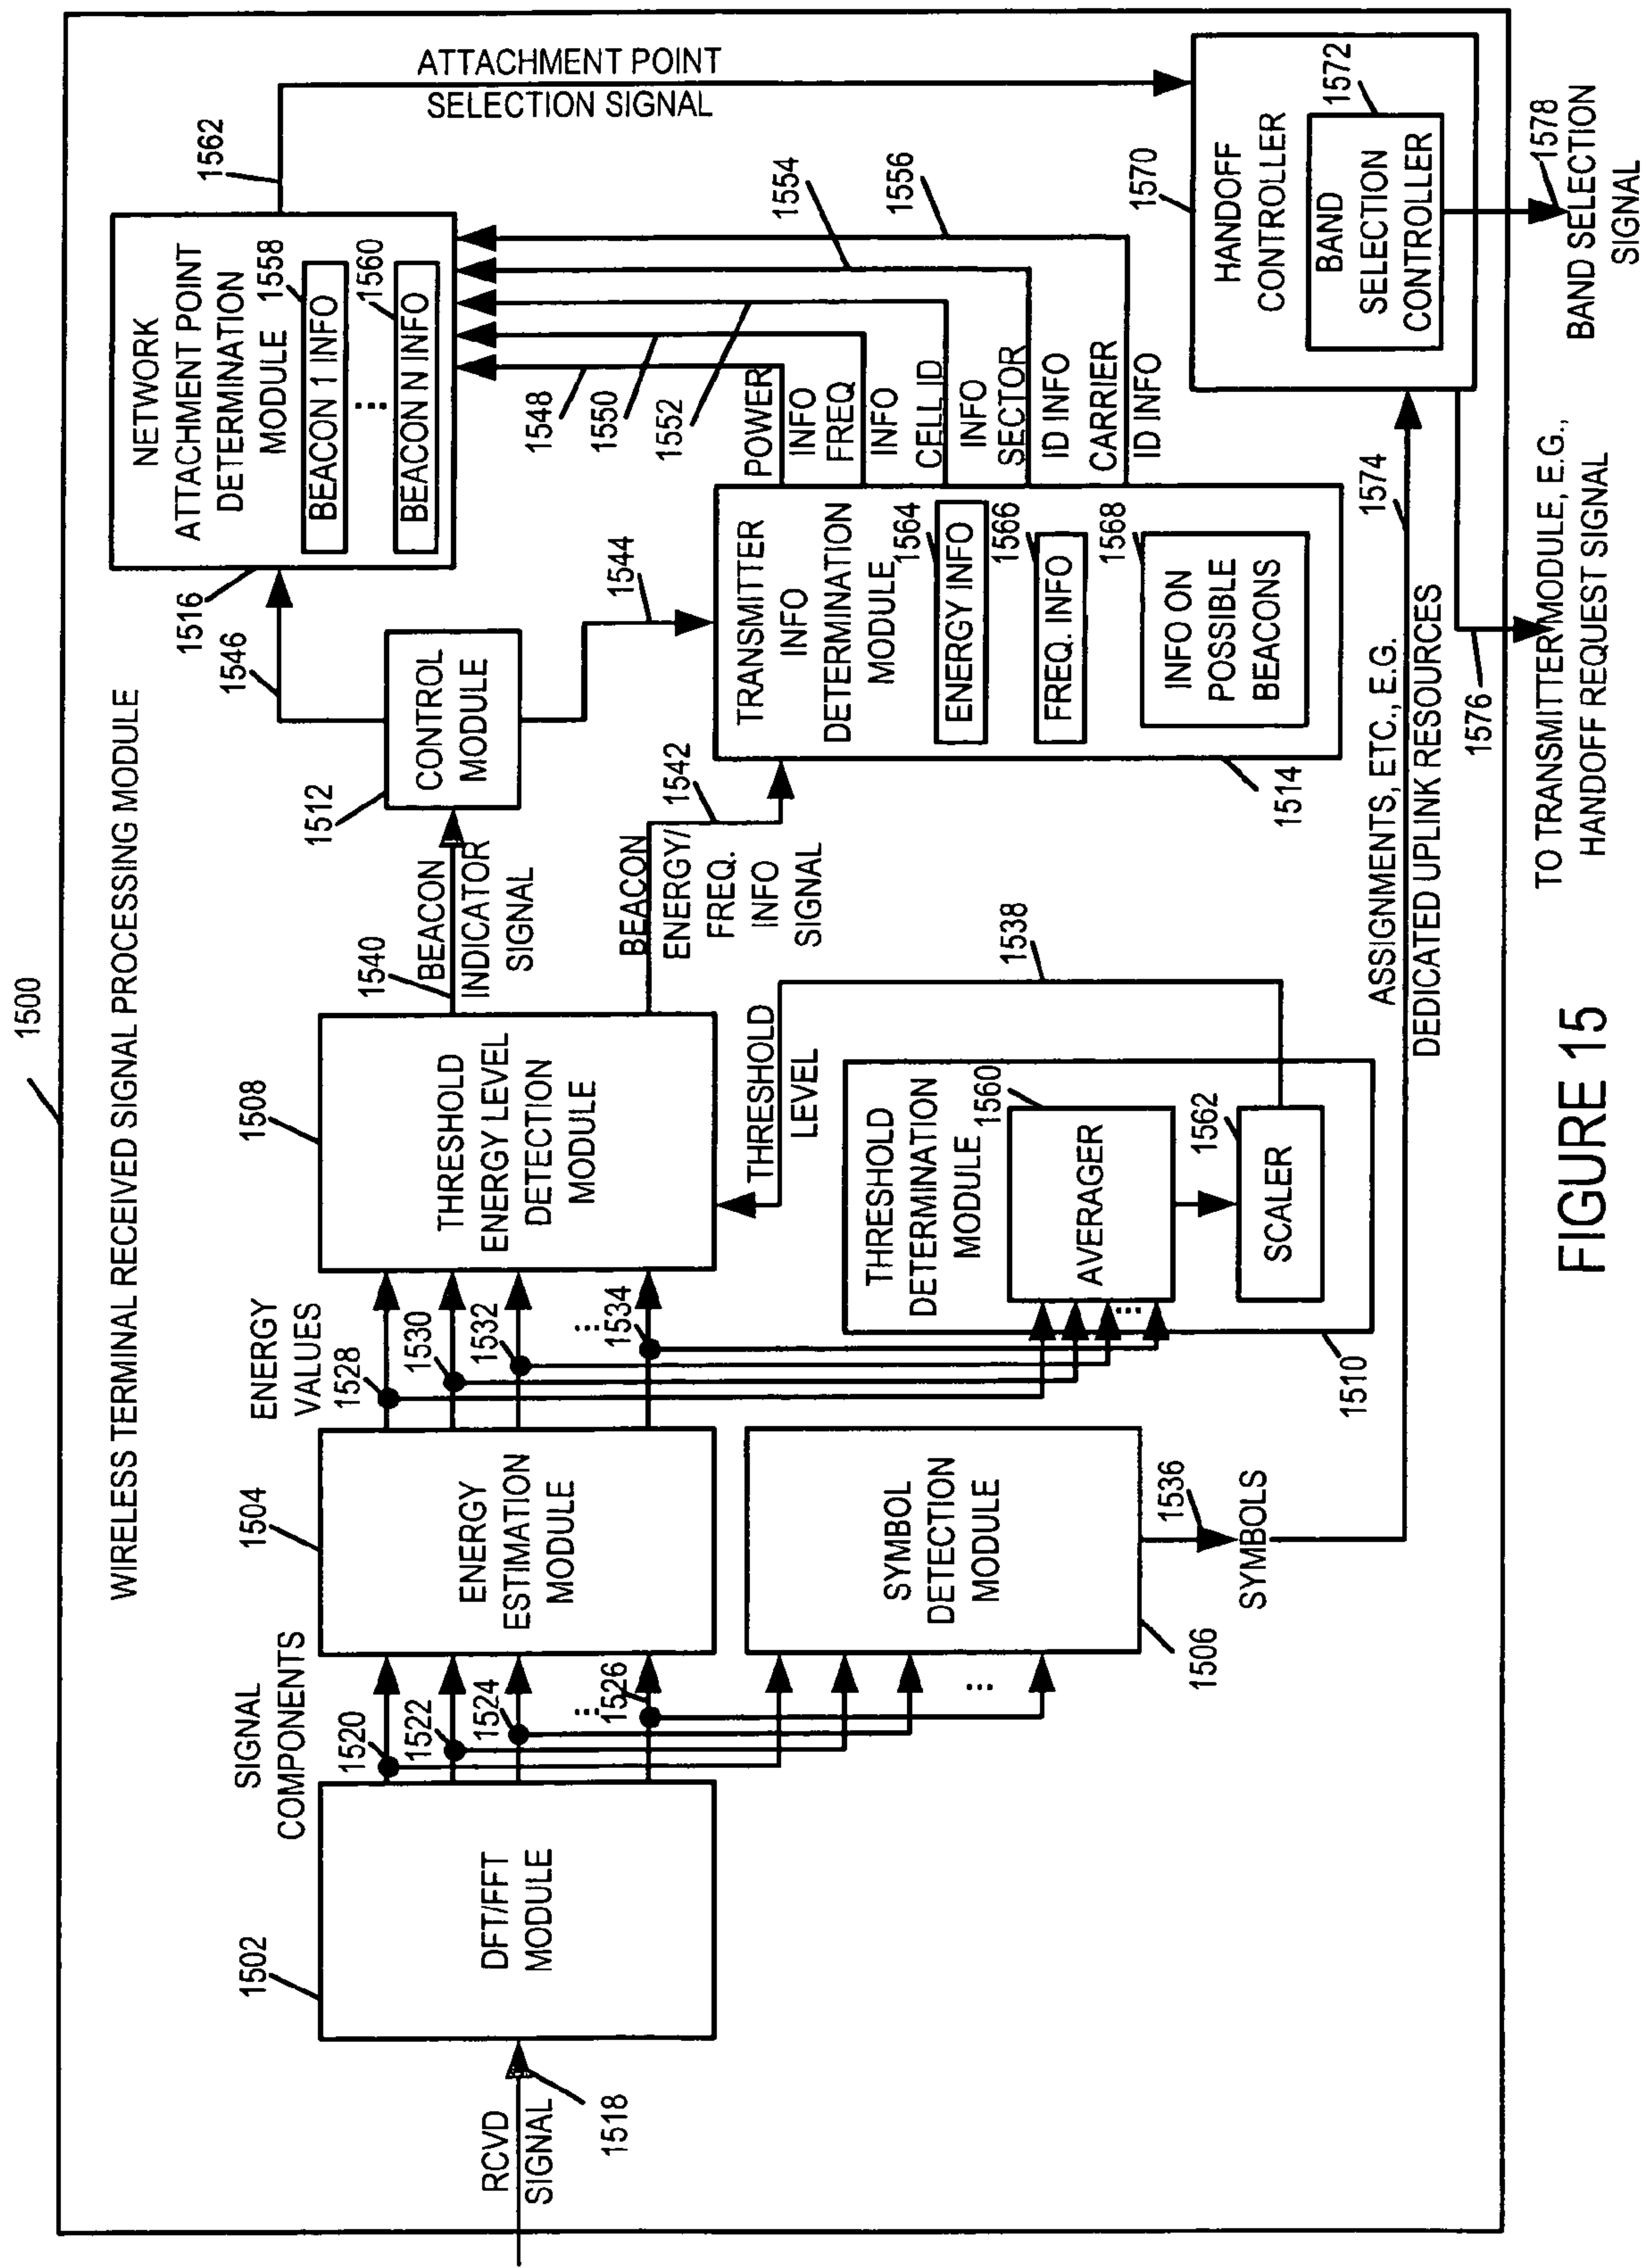 1500
WIRELESS TERMINAL RECEIVED SIGNAL PROCESSING MODULE
RCVD
SIGNAL
1518
1502
DFT/FFT
MODULE
SIGNAL
COMPONENTS
1520
1522
1524
...
1526
1504
ENERGY
ESTIMATION
MODULE
1506
SYMBOL
DETECTION
MODULE
...
1536
SYMBOLS
ENERGY
VALUES
1528
1530
1532
...
1534
1508
THRESHOLD
ENERGY LEVEL
DETECTION
MODULE
THRESHOLD
LEVEL
1538
1510
THRESHOLD
DETERMINATION
MODULE
1560
AVERAGER
...
1562
SCALER
1540
BEACON
INDICATOR
SIGNAL
BEACON
ENERGY/
FREQ.
INFO
SIGNAL
1542
1512
CONTROL
MODULE
1546
1544
1516
NETWORK
ATTACHMENT POINT
DETERMINATION
MODULE
1558
BEACON 1 INFO
...
1560
BEACON N INFO
1514
TRANSMITTER
INFO
DETERMINATION
MODULE
1564
ENERGY INFO
1566
FREQ. INFO
1568
INFO ON
POSSIBLE
BEACONS
POWER
INFO
FREQ
INFO
CELL ID
INFO
SECTOR
ID INFO
CARRIER
ID INFO
1548
1550
1552
1554
1556
1562
ATTACHMENT POINT
SELECTION SIGNAL
1570
HANDOFF
CONTROLLER
1572
BAND
SELECTION
CONTROLLER
1574
ASSIGNMENTS, ETC., E.G.
DEDICATED UPLINK RESOURCES
1576
TO TRANSMITTER MODULE, E.G.,
HANDOFF REQUEST SIGNAL
1578
BAND SELECTION
SIGNAL
FIGURE 15